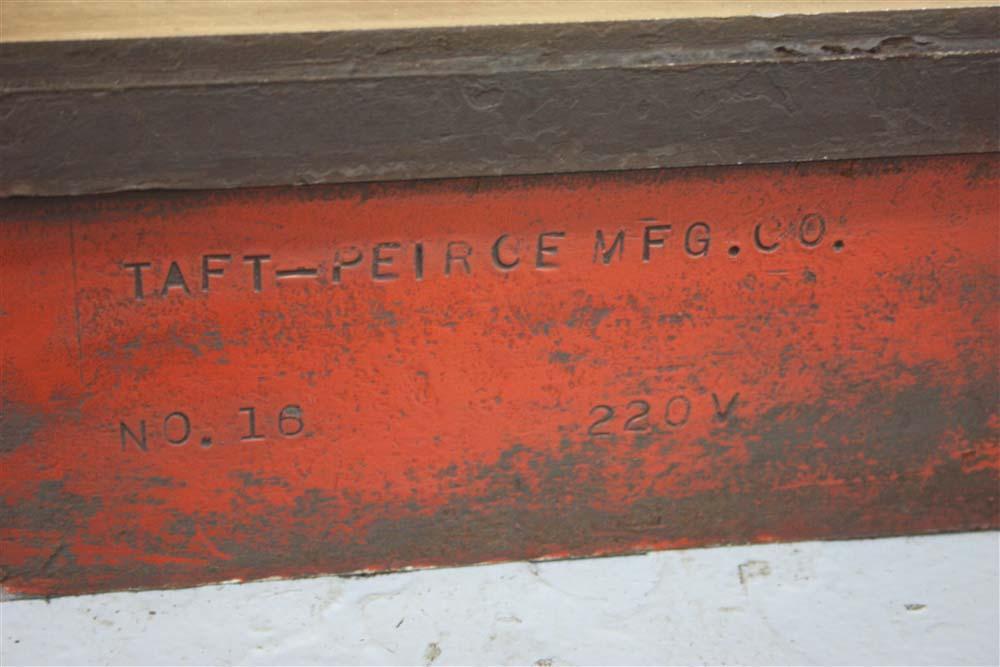 TAFT-PEIRCE MFG. CO.
NO. 16 220V
P